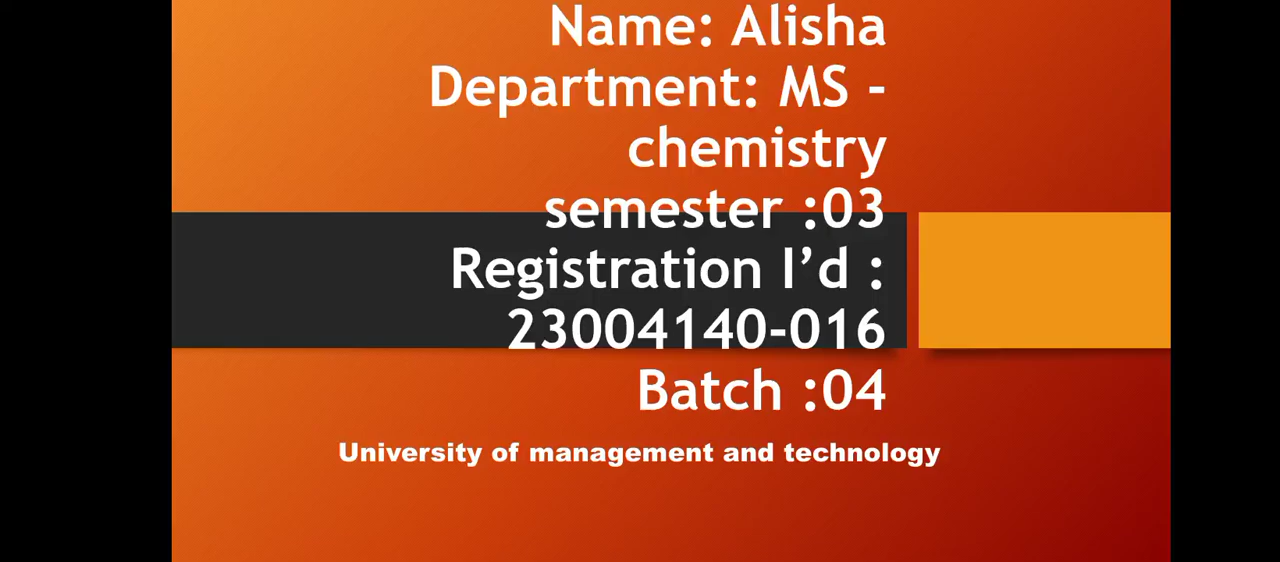 Name: Alisha
Department: MS -
chemistry
semester :03
Registration I’d :
23004140-016
Batch :04
University of management and technology